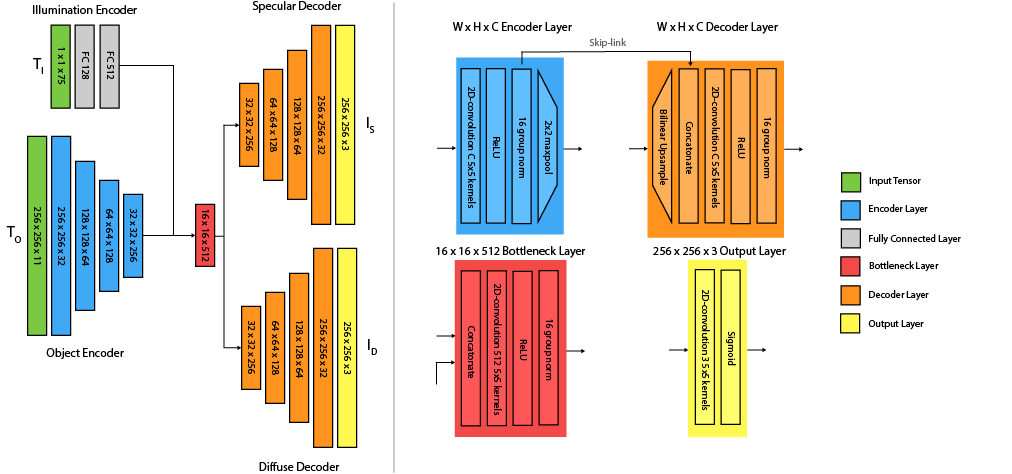 Illumination Encoder
T_I
1 x 1 x 75
FC 128
FC 512
T_O
256 x 256 x 11
256 x 256 x 32
128 x 128 x 64
64 x 64 x 128
32 x 32 x 256
Object Encoder
16 x 16 x 512
Specular Decoder
32 x 32 x 256
64 x 64 x 128
128 x 128 x 64
256 x 256 x 32
256 x 256 x 3
I_S
32 x 32 x 256
64 x 64 x 128
128 x 128 x 64
256 x 256 x 32
256 x 256 x 3
I_D
Diffuse Decoder
W x H x C Encoder Layer
2D-convolution C 5x5 kernels
ReLU
16 group norm
2x2 maxpool
Skip-link
W x H x C Decoder Layer
Bilinear Upsample
Concatonate
2D-convolution C 5x5 kernels
ReLU
16 group norm
16 x 16 x 512 Bottleneck Layer
Concatonate
2D-convolution 512 5x5 kernels
ReLU
16 group norm
256 x 256 x 3 Output Layer
2D-convolution 3 5x5 kernels
Sigmoid
Input Tensor
Encoder Layer
Fully Connected Layer
Bottleneck Layer
Decoder Layer
Output Layer